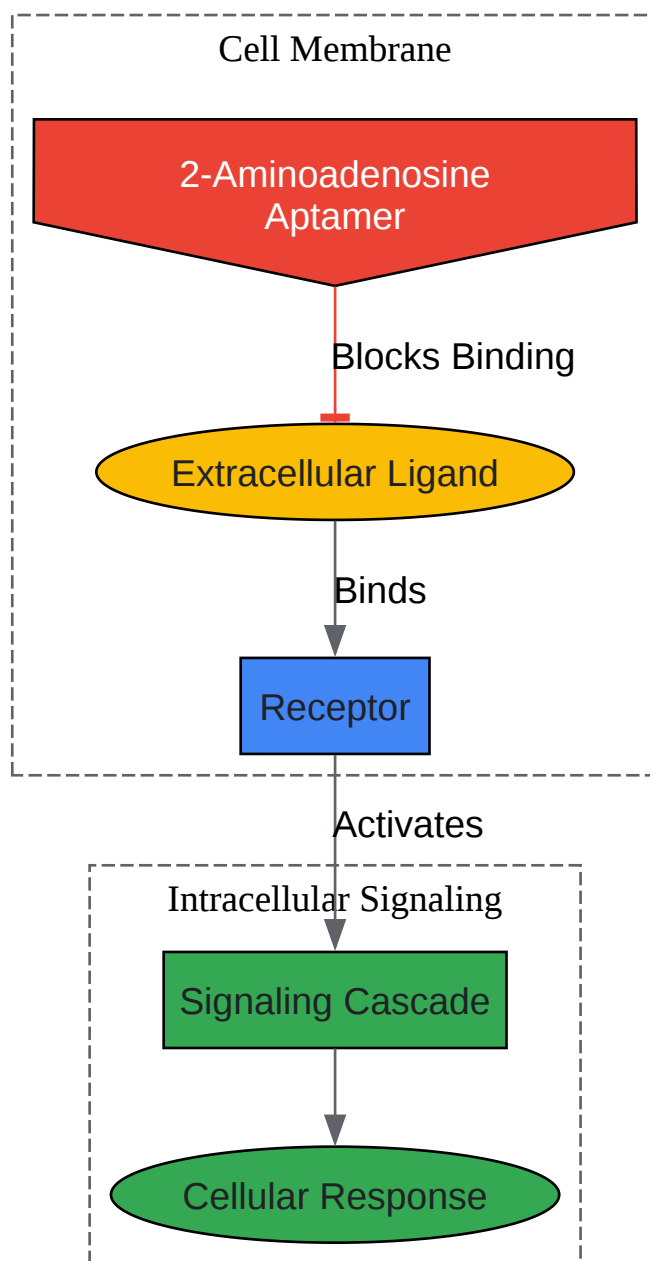 Cell Membrane
2-Aminoadenosine
Aptamer
Blocks Binding
Extracellular Ligand
Binds
Receptor
Activates
Intracellular Signaling
Signaling Cascade
Cellular Response